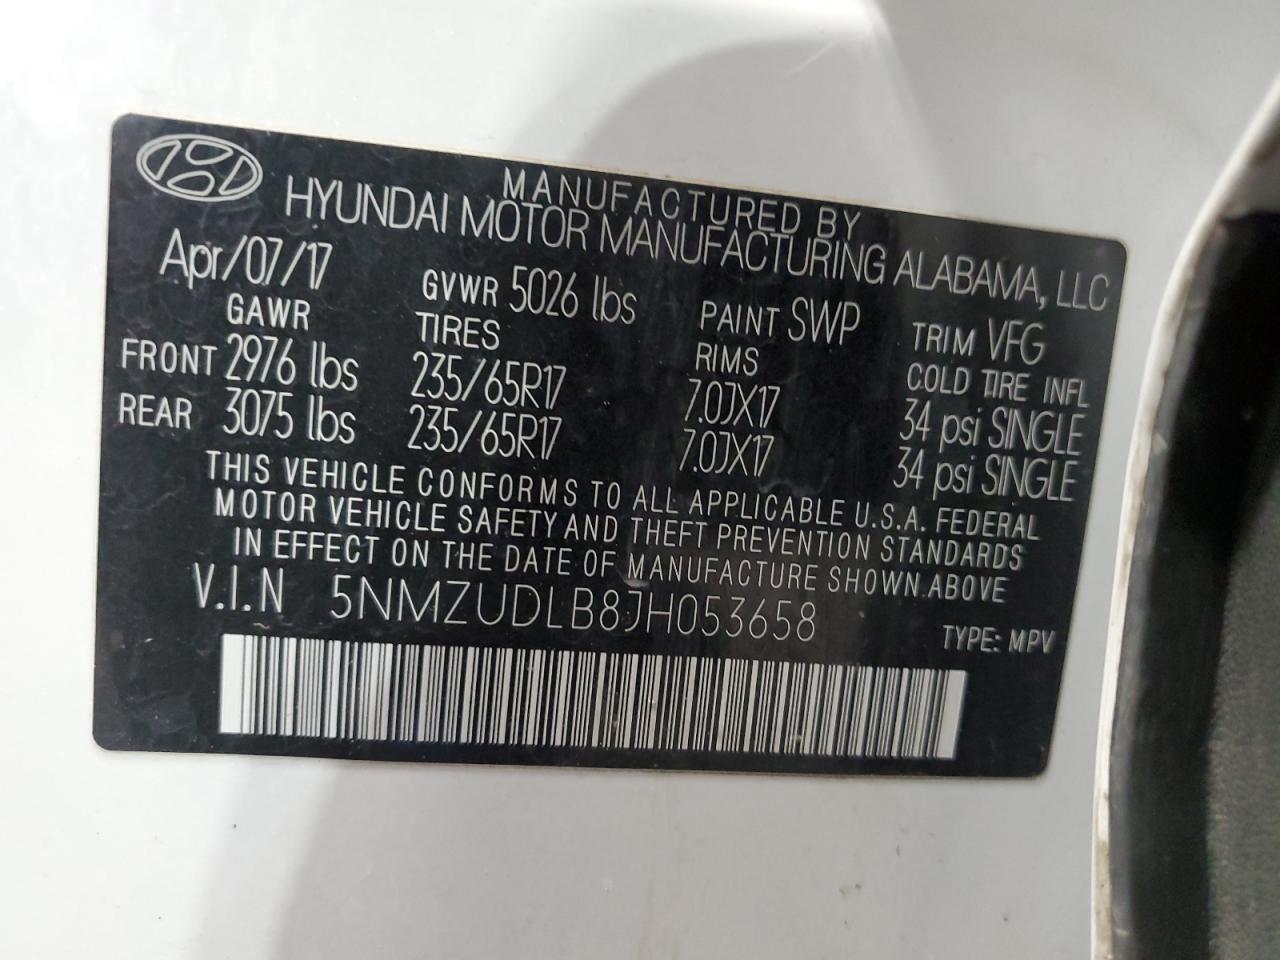 MANUFACTURED BY
HYUNDAI MOTOR MANUFACTURING ALABAMA, LLC
Apr/07/17 GVWR 5026 lbs PAINT SWP TRIM VFG
GAWR TIRES RIMS COLD TIRE INFL
FRONT 2976 lbs 235/65R17 7.0JX17 34 psi SINGLE
REAR 3075 lbs 235/65R17 7.0JX17 34 psi SINGLE
THIS VEHICLE CONFORMS TO ALL APPLICABLE U.S.A. FEDERAL
MOTOR VEHICLE SAFETY AND THEFT PREVENTION STANDARDS
IN EFFECT ON THE DATE OF MANUFACTURE SHOWN ABOVE
V.I.N 5NMZUDLB8JH053658 TYPE: MPV